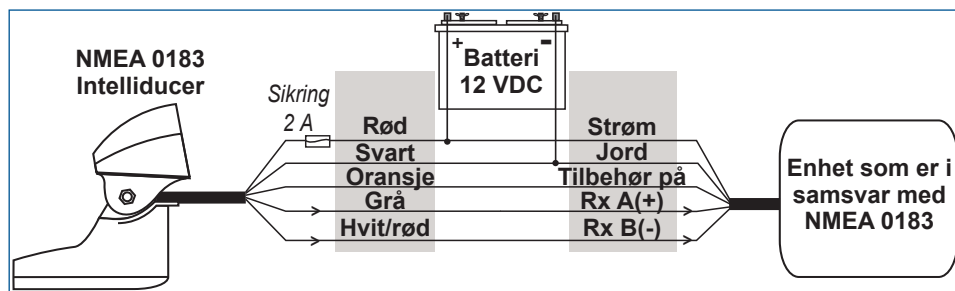 NMEA 0183
Intelliducer
Sikring
2 A
+
-
Batteri
12 VDC
Rød
Svart
Oransje
Grå
Hvit/rød
Strøm
Jord
Tilbehør på
Rx A(+)
Rx B(-)
Enhet som er i
samsvar med
NMEA 0183